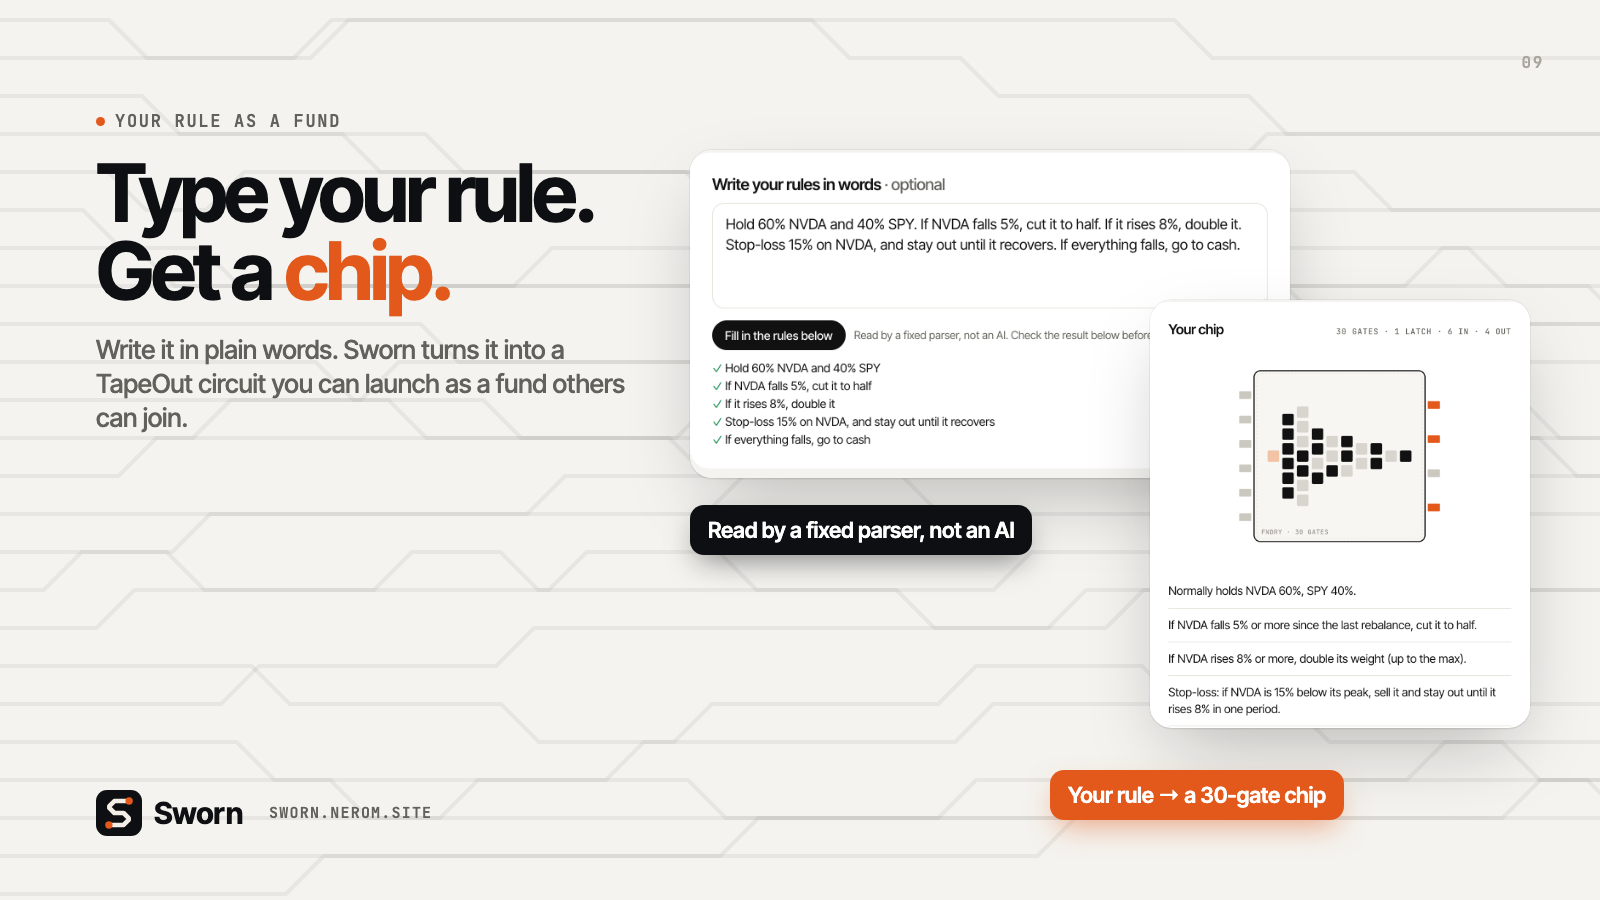 09
YOUR RULE AS A FUND
Type your rule.
Get a chip.
Write it in plain words. Sworn turns it into a
TapeOut circuit you can launch as a fund others
can join.
Write your rules in words · optional
Hold 60% NVDA and 40% SPY. If NVDA falls 5%, cut it to half. If it rises 8%, double it.
Stop-loss 15% on NVDA, and stay out until it recovers. If everything falls, go to cash.
Fill in the rules below
Read by a fixed parser, not an AI. Check the result below before
✓ Hold 60% NVDA and 40% SPY
✓ If NVDA falls 5%, cut it to half
✓ If it rises 8%, double it
✓ Stop-loss 15% on NVDA, and stay out until it recovers
✓ If everything falls, go to cash
Read by a fixed parser, not an AI
Your chip
30 GATES · 1 LATCH · 6 IN · 4 OUT
FNDRY · 30 GATES
Normally holds NVDA 60%, SPY 40%.
If NVDA falls 5% or more since the last rebalance, cut it to half.
If NVDA rises 8% or more, double its weight (up to the max).
Stop-loss: if NVDA is 15% below its peak, sell it and stay out until it
rises 8% in one period.
Your rule → a 30-gate chip
Sworn
SWORN.NEROM.SITE